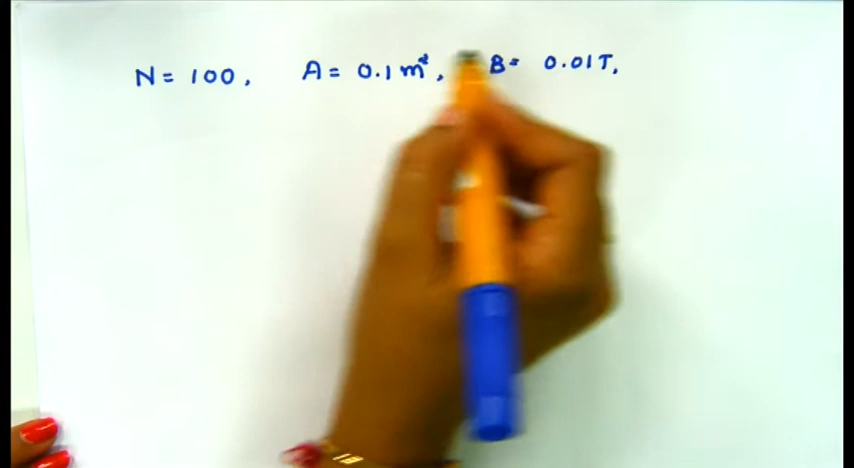 N = 100, A = 0.1 m², B = 0.01T,